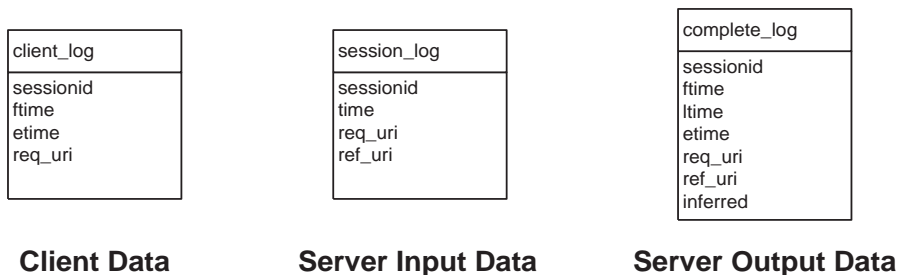 client_log
sessionid
ftime
etime
req_uri
Client Data
session_log
sessionid
time
req_uri
ref_uri
Server Input Data
complete_log
sessionid
ftime
ltime
etime
req_uri
ref_uri
inferred
Server Output Data